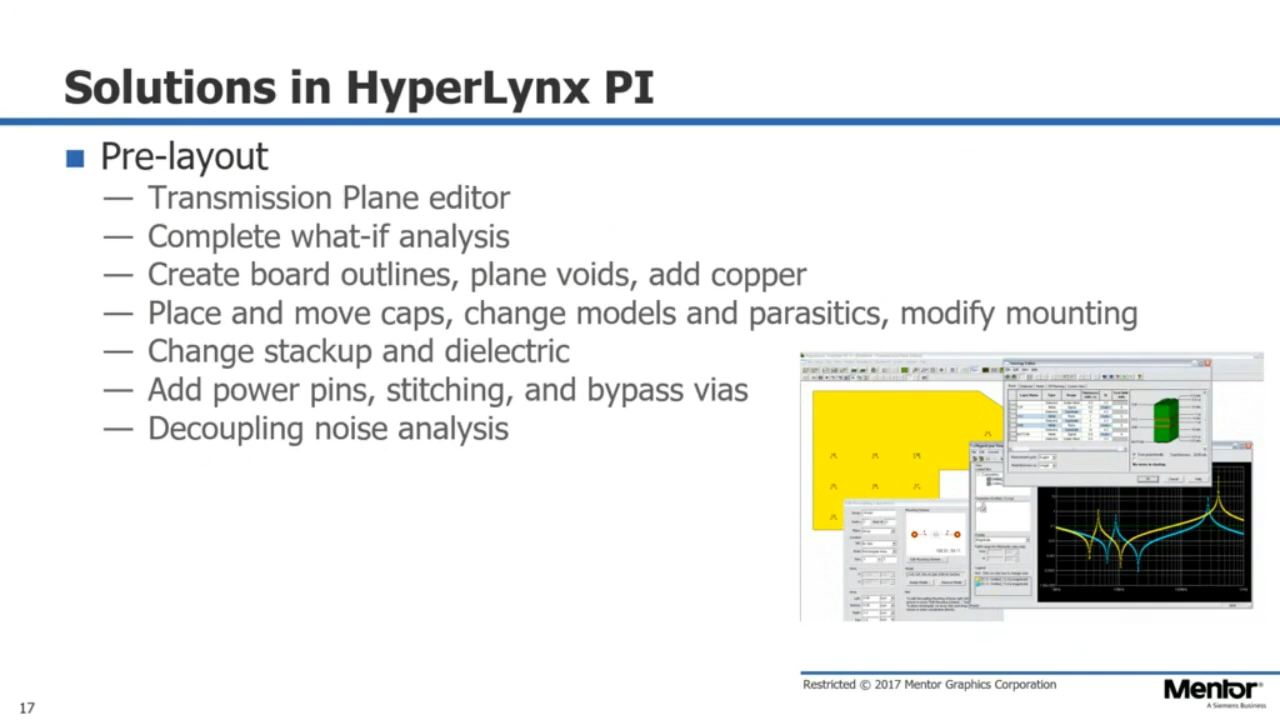 Solutions in HyperLynx PI
Pre-layout
— Transmission Plane editor
— Complete what-if analysis
— Create board outlines, plane voids, add copper
— Place and move caps, change models and parasitics, modify mounting
— Change stackup and dielectric
— Add power pins, stitching, and bypass vias
— Decoupling noise analysis
Restricted © 2017 Mentor Graphics Corporation
Mentor®
A Siemens Business
17